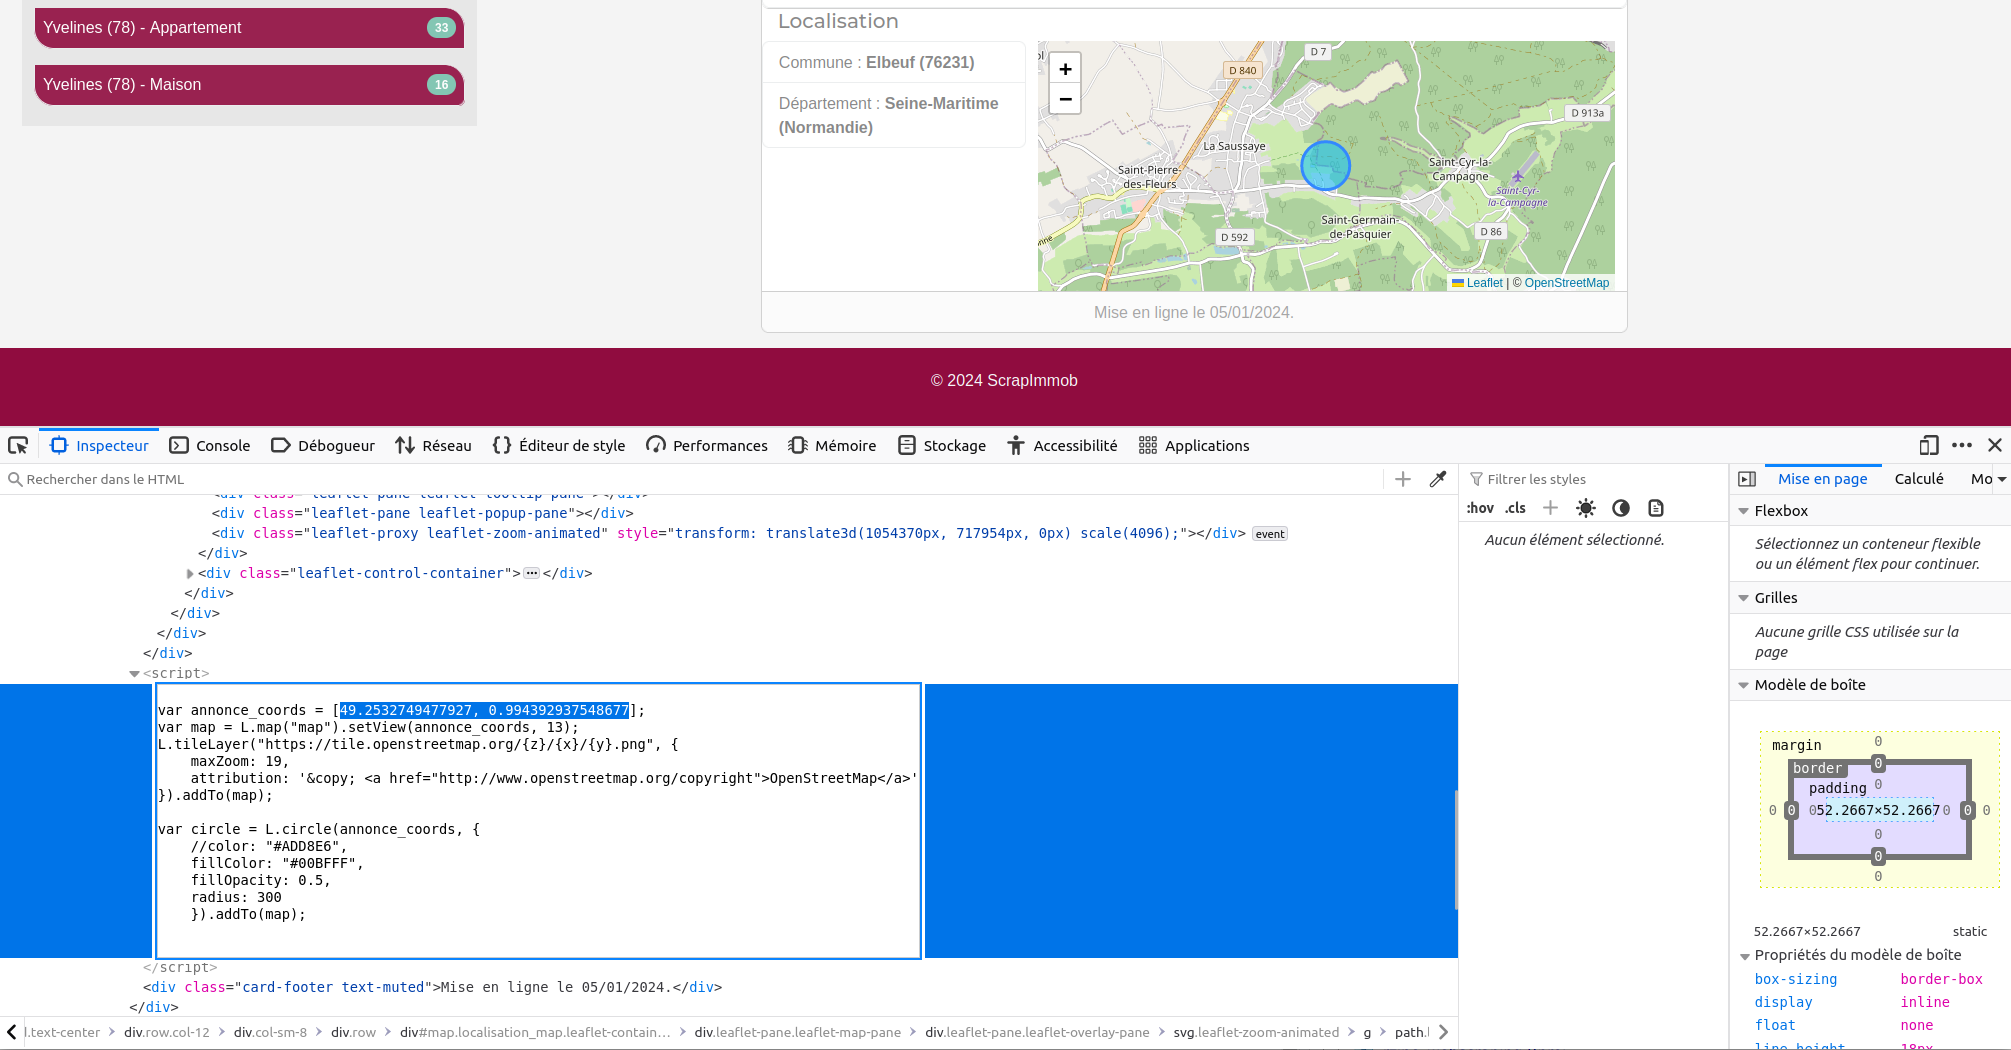 Yvelines (78) - Appartement 33
Yvelines (78) - Maison 16
Localisation
Commune : Elbeuf (76231)
Département : Seine-Maritime
(Normandie)
+
−
D 7
D 840
D 913a
La Saussaye
Saint-Pierre-
des-Fleurs
Saint-Cyr-la-
Campagne
Saint-Cyr-
la-Campagne
Saint-Germain-
de-Pasquier
D 592
D 86
Leaflet | © OpenStreetMap
Mise en ligne le 05/01/2024.
© 2024 ScrapImmob
Inspecteur Console Débogueur Réseau Éditeur de style Performances Mémoire Stockage Accessibilité Applications
Rechercher dans le HTML
Filtrer les styles
:hov .cls
Aucun élément sélectionné.
<div class="leaflet-pane leaflet-tooltip-pane"></div>
<div class="leaflet-pane leaflet-popup-pane"></div>
<div class="leaflet-proxy leaflet-zoom-animated" style="transform: translate3d(1054370px, 717954px, 0px) scale(4096);"></div> event
</div>
<div class="leaflet-control-container">
</div>
</div>
</div>
</div>
</div>
<script>
var annonce_coords = [49.2532749477927, 0.994392937548677];
var map = L.map("map").setView(annonce_coords, 13);
L.tileLayer("https://tile.openstreetmap.org/{z}/{x}/{y}.png", {
maxZoom: 19,
attribution: '&copy; <a href="http://www.openstreetmap.org/copyright">OpenStreetMap</a>'
}).addTo(map);
var circle = L.circle(annonce_coords, {
//color: "#ADD8E6",
fillColor: "#00BFFF",
fillOpacity: 0.5,
radius: 300
}).addTo(map);
</script>
<div class="card-footer text-muted">Mise en ligne le 05/01/2024.</div>
</div>
l.text-center div.row.col-12 div.col-sm-8 div.row div#map.localisation_map.leaflet-contain… div.leaflet-pane.leaflet-map-pane div.leaflet-pane.leaflet-overlay-pane svg.leaflet-zoom-animated g path.
Mise en page Calculé Mo
Flexbox
Sélectionnez un conteneur flexible
ou un élément flex pour continuer.
Grilles
Aucune grille CSS utilisée sur la
page
Modèle de boîte
margin 0
border 0
padding 0
0 0 0 52.2667×52.2667 0 0 0
0
0
0
52.2667×52.2667 static
Propriétés du modèle de boîte
box-sizing border-box
display inline
float none
line-height 18px